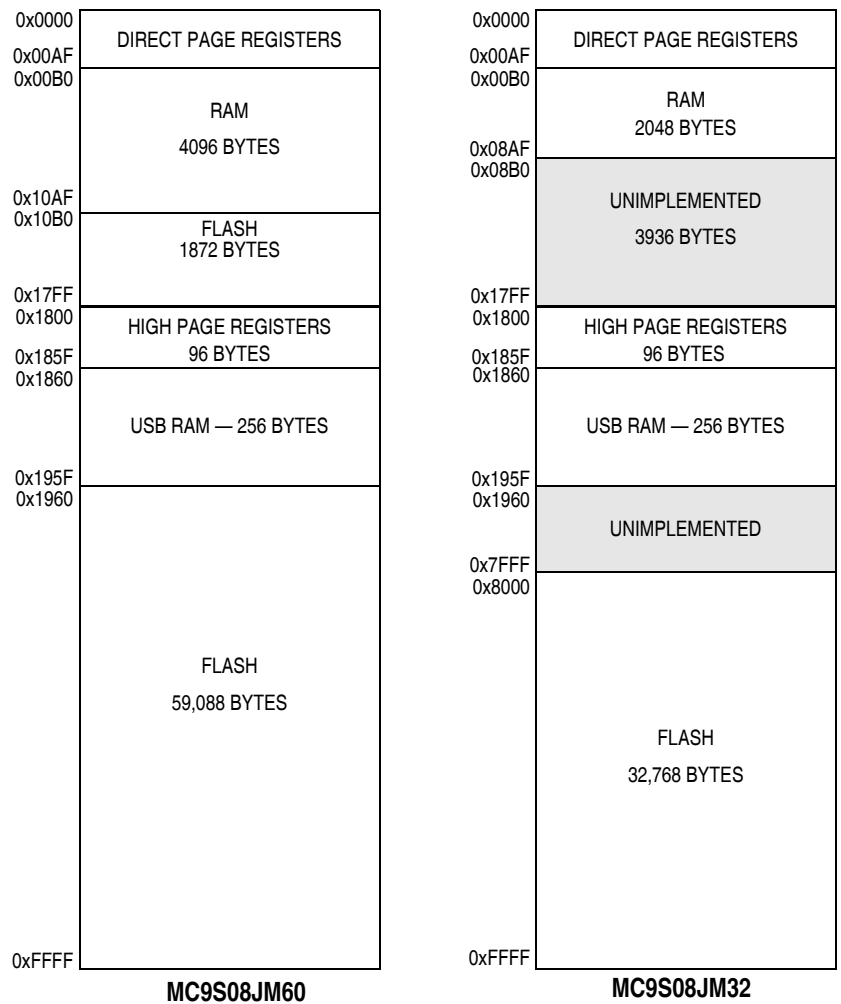 0x0000
DIRECT PAGE REGISTERS
0x00AF
0x00B0
RAM
4096 BYTES
0x10AF
0x10B0
FLASH
1872 BYTES
0x17FF
0x1800
HIGH PAGE REGISTERS
96 BYTES
0x185F
0x1860
USB RAM — 256 BYTES
0x195F
0x1960
FLASH
59,088 BYTES
0xFFFF
MC9S08JM60
0x0000
DIRECT PAGE REGISTERS
0x00AF
0x00B0
RAM
2048 BYTES
0x08AF
0x08B0
UNIMPLEMENTED
3936 BYTES
0x17FF
0x1800
HIGH PAGE REGISTERS
96 BYTES
0x185F
0x1860
USB RAM — 256 BYTES
0x195F
0x1960
UNIMPLEMENTED
0x7FFF
0x8000
FLASH
32,768 BYTES
0xFFFF
MC9S08JM32